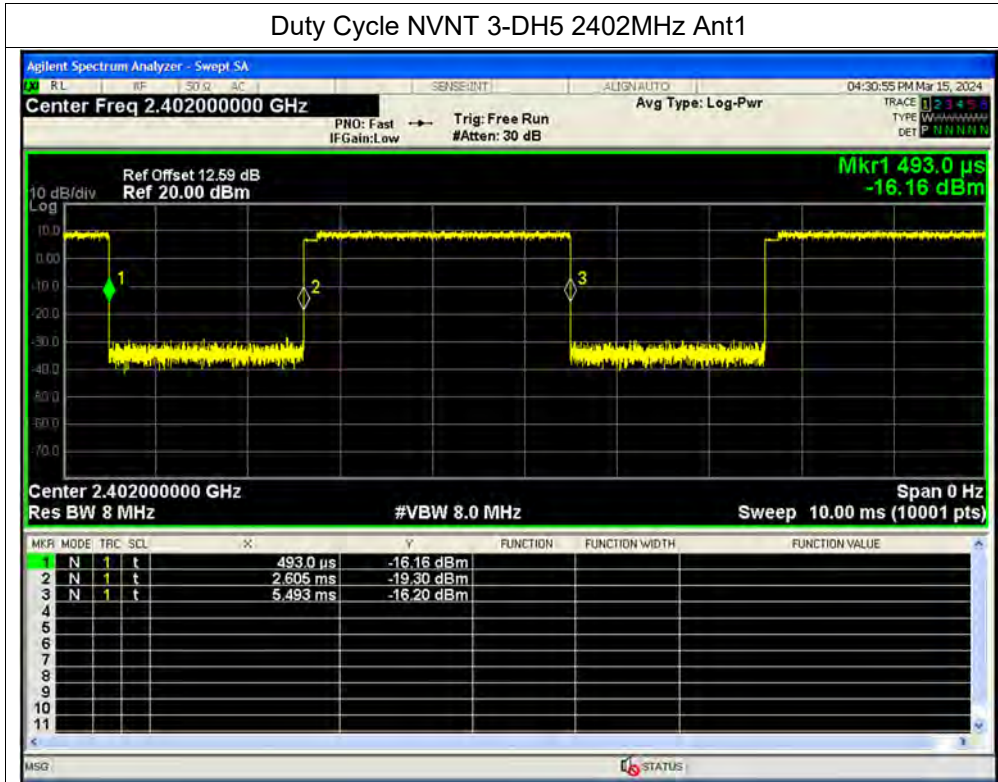 Duty Cycle NVNT 3-DH5 2402MHz Ant1
Agilent Spectrum Analyzer - Swept SA
LXI RL RF 50 Ω AC SENSE:INT ALIGN AUTO 04:30:55 PM Mar 15, 2024
Center Freq 2.402000000 GHz Avg Type: Log-Pwr TRACE 1 2 3 4 5 6
PNO: Fast Trig: Free Run TYPE W
IFGain:Low #Atten: 30 dB DET P N N N N N
Mkr1 493.0 µs
Ref Offset 12.59 dB
10 dB/div Ref 20.00 dBm -16.16 dBm
Log
10.0
0.00
-10.0
1
2
3
-20.0
-30.0
-40.0
-50.0
-60.0
-70.0
Center 2.402000000 GHz Span 0 Hz
Res BW 8 MHz #VBW 8.0 MHz Sweep 10.00 ms (10001 pts)
MKR MODE TRC SCL X Y FUNCTION FUNCTION WIDTH FUNCTION VALUE
1 N 1 t 493.0 µs -16.16 dBm
2 N 1 t 2.605 ms -19.30 dBm
3 N 1 t 5.493 ms -16.20 dBm
4
5
6
7
8
9
10
11
MSG STATUS